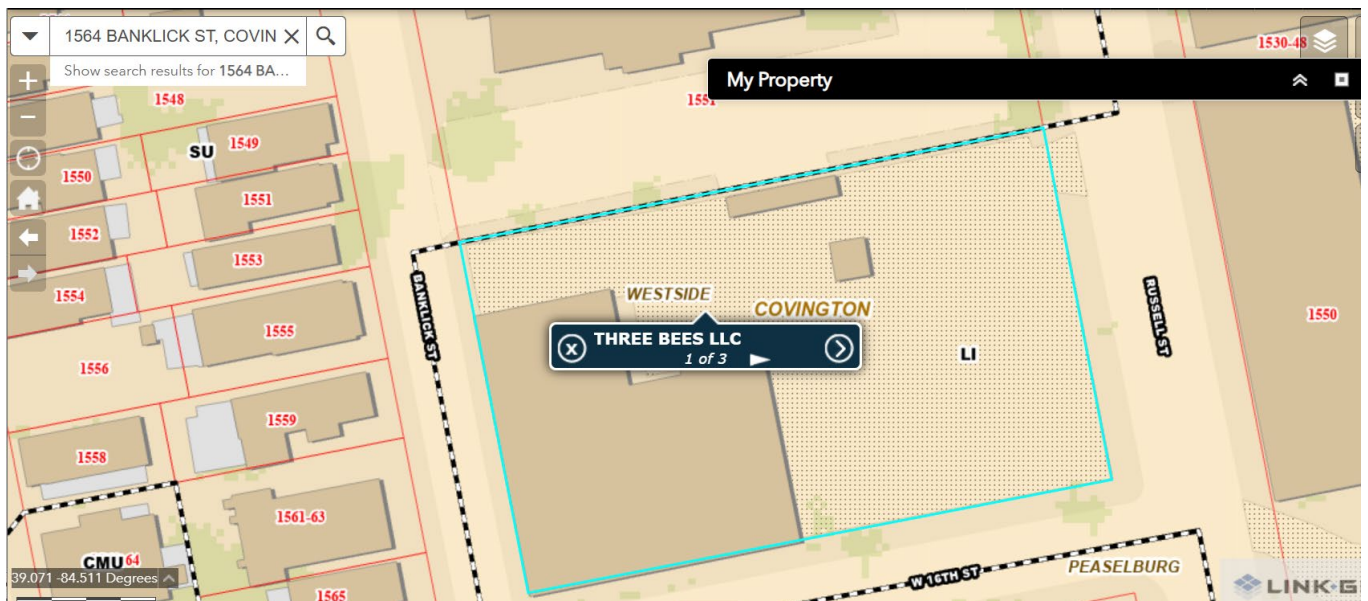 1564 BANKLICK ST, COVIN
Show search results for 1564 BA...
My Property
1530-48
1551
1548
SU
1549
1550
1551
1552
1553
1554
1555
1556
1559
1558
1561-63
CMU
64
1565
BANKLICK ST
WESTSIDE
COVINGTON
THREE BEES LLC
1 of 3
LI
RUSSELL ST
1550
W 16TH ST
PEASELBURG
39.071 -84.511 Degrees
LINK-G